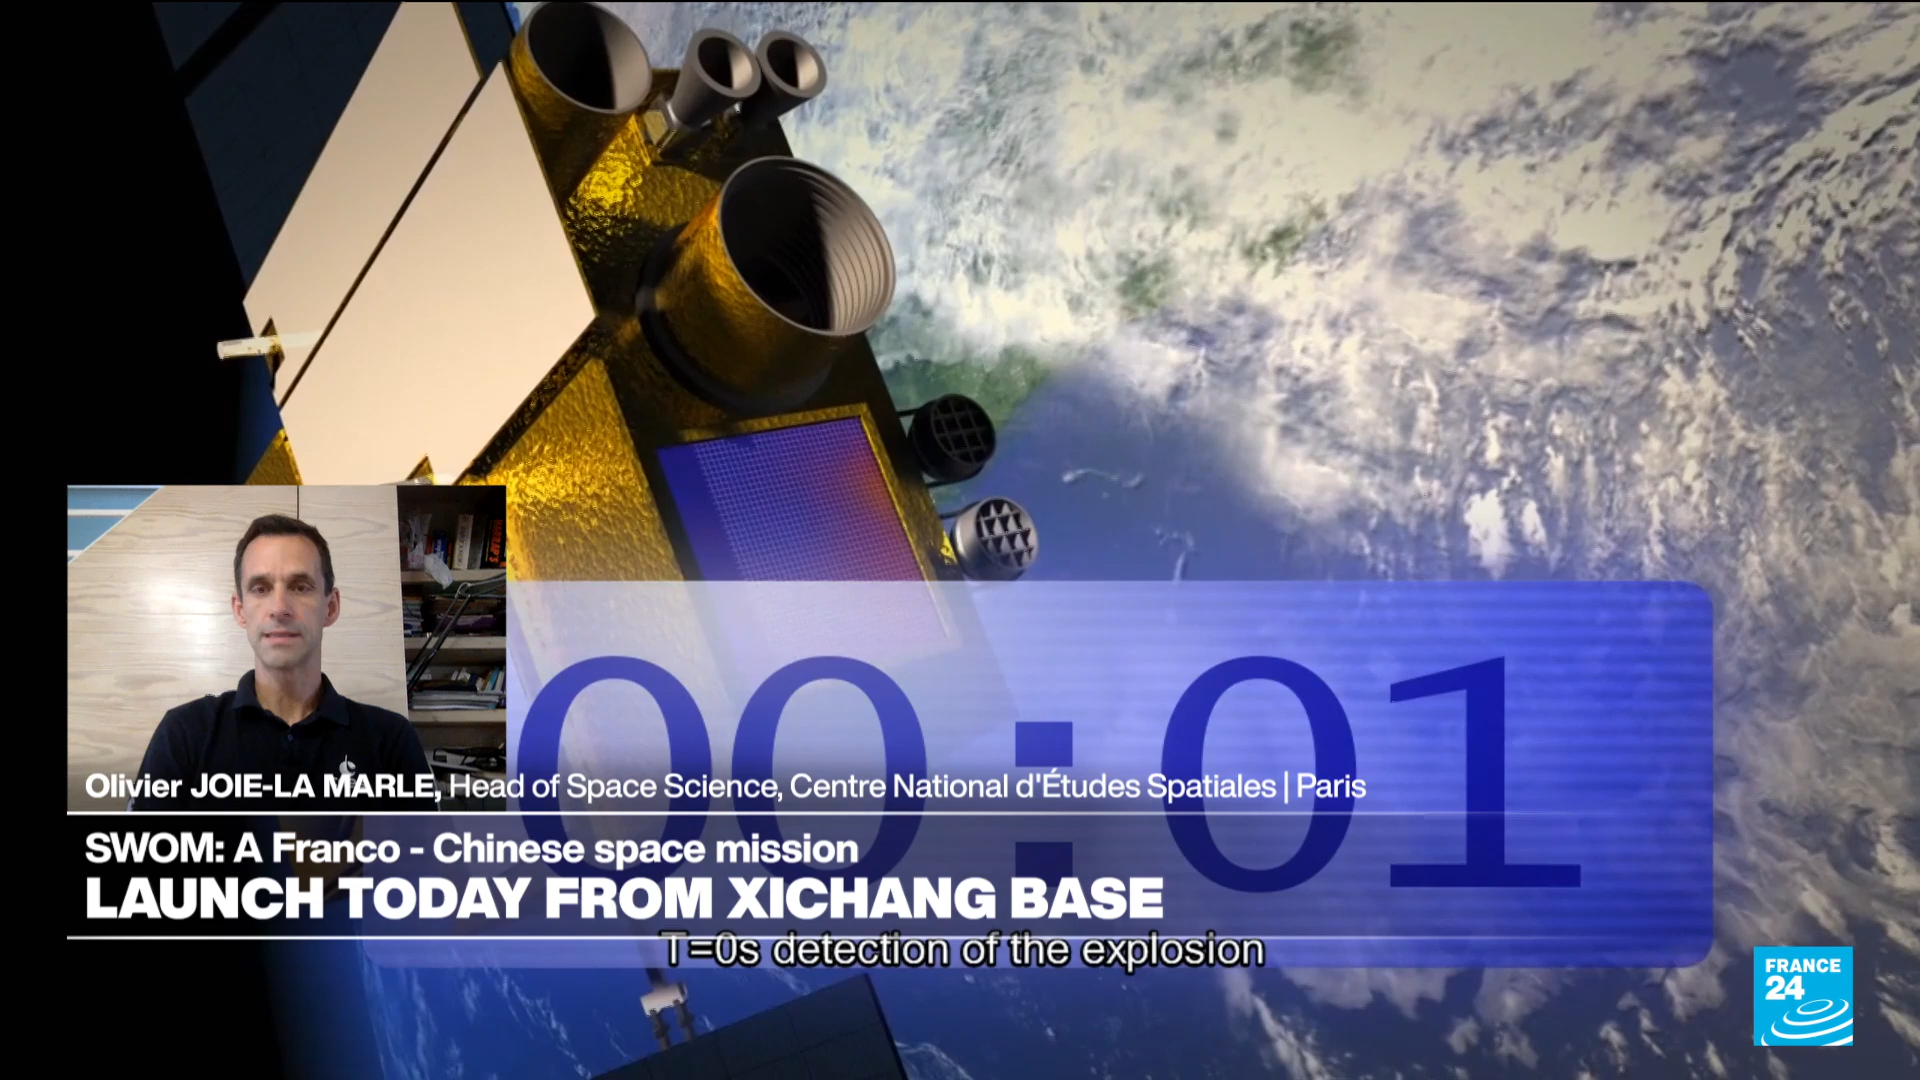 00:01
Olivier JOIE-LA MARLE, Head of Space Science, Centre National d'Études Spatiales | Paris
SWOM: A Franco - Chinese space mission
LAUNCH TODAY FROM XICHANG BASE
T=0s detection of the explosion
FRANCE
24